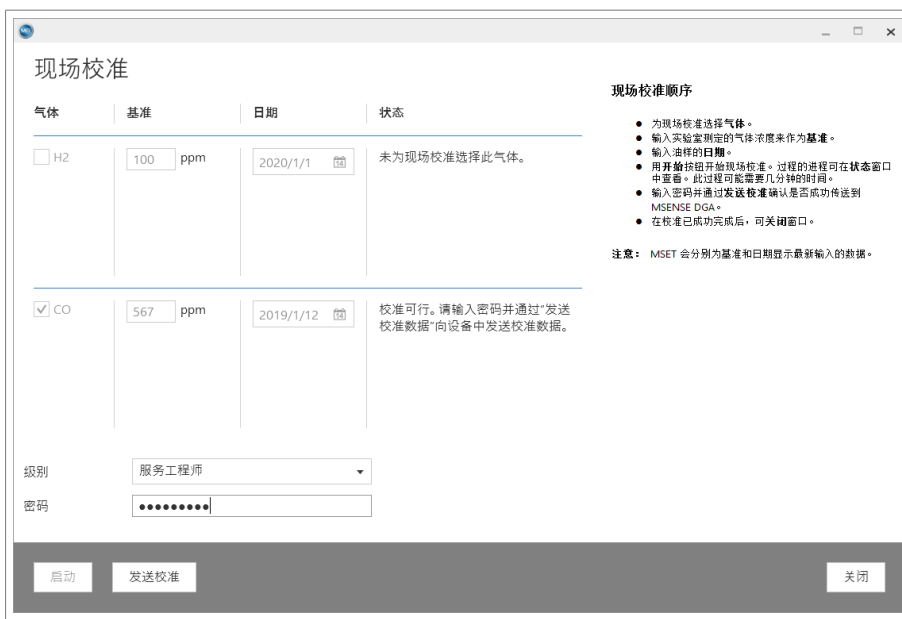 现场校准
气体 基准 日期 状态
H2 100 ppm 2020/1/1 未为现场校准选择此气体。
CO 567 ppm 2019/1/12 校准可行。请输入密码并通过“发送
校准数据”向设备中发送校准数据。
级别 服务工程师
密码 ●●●●●●●●●
启动 发送校准 关闭
现场校准顺序
● 为现场校准选择气体。
● 输入实验室测定的气体浓度来作为基准。
● 输入油样的日期。
● 用开始按钮开始现场校准。过程的进程可在状态窗口
中查看。此过程可能需要几分钟的时间。
● 输入密码并通过发送校准确认是否成功传送到
MSENSE DGA。
● 在校准已成功完成后，可关闭窗口。
注意： MSET 会分别为基准和日期显示最新输入的数据。